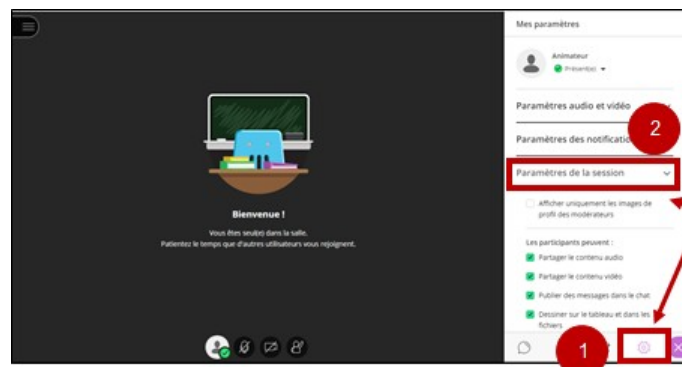 Mes paramètres
Animateur
Présent(e)
Paramètres audio et vidéo
2
Paramètres des notificatio
Paramètres de la session
Afficher uniquement les images de
profil des modérateurs
Bienvenue !
Vous êtes seul(e) dans la salle.
Patientez le temps que d'autres utilisateurs vous rejoignent.
Les participants peuvent :
Partager le contenu audio
Partager le contenu vidéo
Publier des messages dans le chat
Dessiner sur le tableau et dans les
fichiers
1